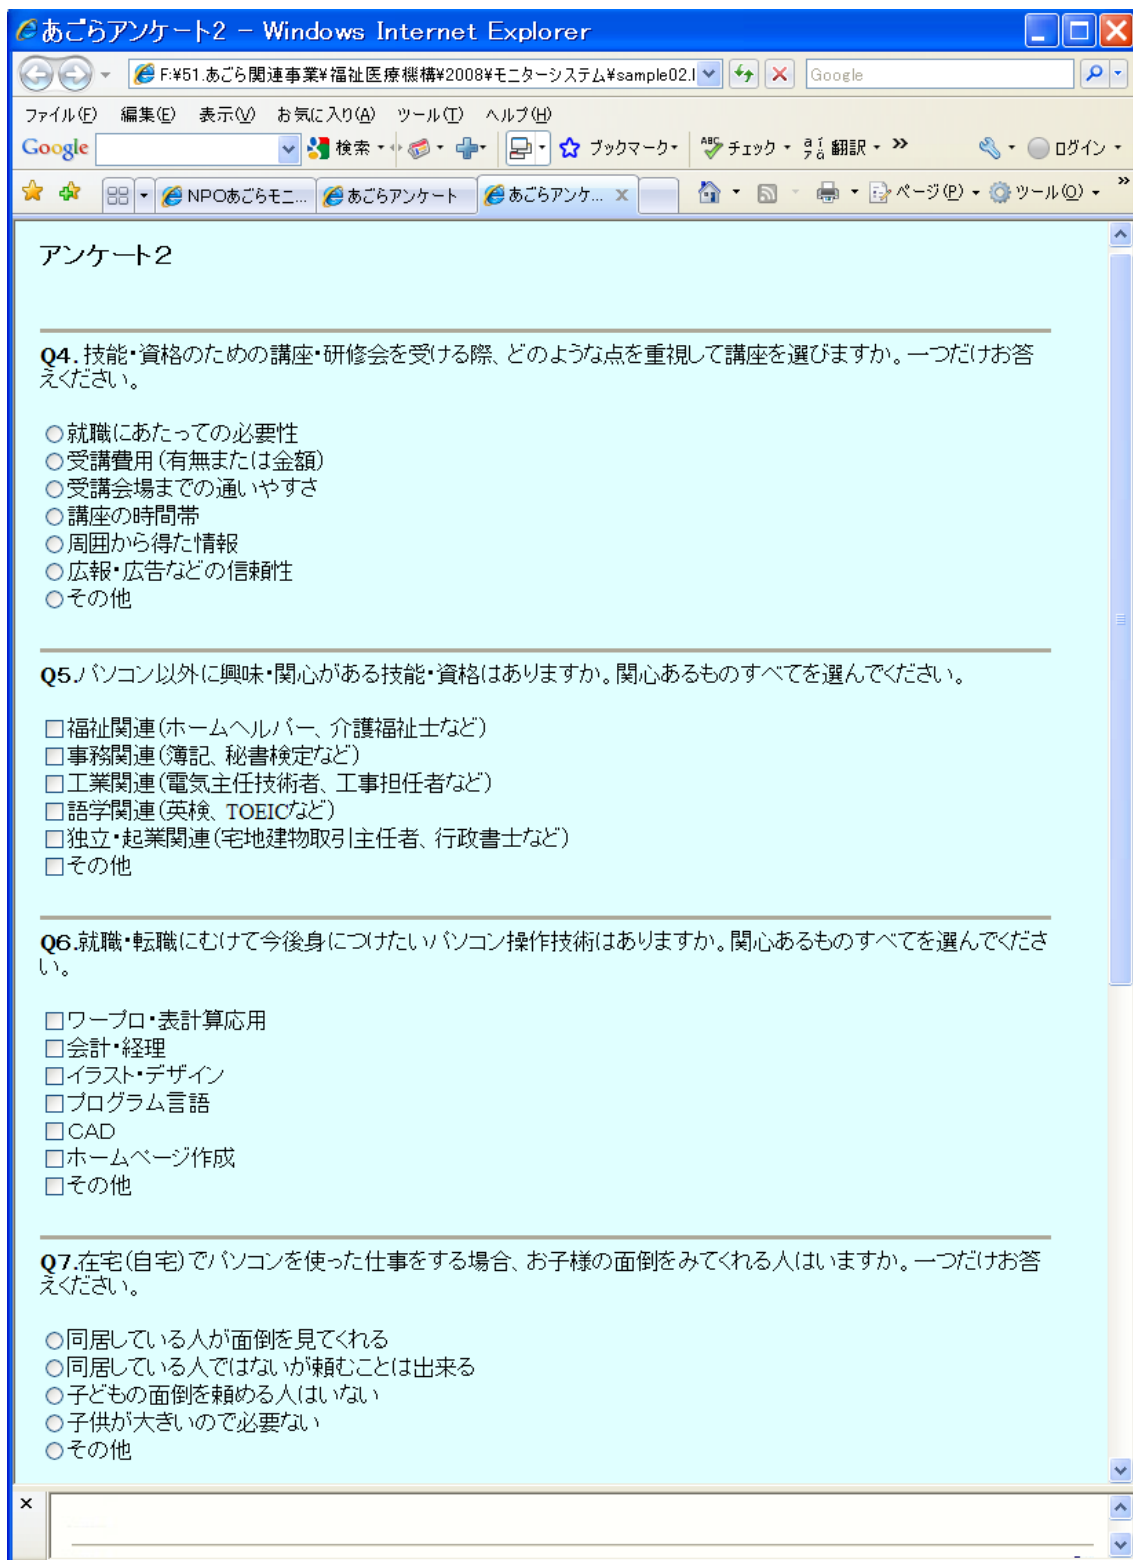 あごらアンケート2 - Windows Internet Explorer
F:¥51.あごら関連事業¥福祉医療機構¥2008¥モニターシステム¥sample02.l
Google
ファイル(F) 編集(E) 表示(V) お気に入り(A) ツール(T) ヘルプ(H)
Google 検索 ブックマーク ABC チェック 翻訳 » ログイン
NPOあごらモニ... あごらアンケート あごらアンケ... x ページ(P) ツール(O) »
アンケート2
Q4.技能・資格のための講座・研修会を受ける際、どのような点を重視して講座を選びますか。一つだけお答
えください。
就職にあたっての必要性
受講費用(有無または金額)
受講会場までの通いやすさ
講座の時間帯
周囲から得た情報
広報・広告などの信頼性
その他
Q5.パソコン以外に興味・関心がある技能・資格はありますか。関心あるものすべてを選んでください。
福祉関連(ホームヘルパー、介護福祉士など)
事務関連(簿記、秘書検定など)
工業関連(電気主任技術者、工事担任者など)
語学関連(英検、TOEICなど)
独立・起業関連(宅地建物取引主任者、行政書士など)
その他
Q6.就職・転職にむけて今後身につけたいパソコン操作技術はありますか。関心あるものすべてを選んでくださ
い。
ワープロ・表計算応用
会計・経理
イラスト・デザイン
プログラム言語
CAD
ホームページ作成
その他
Q7.在宅(自宅)でパソコンを使った仕事をする場合、お子様の面倒をみてくれる人はいますか。一つだけお答
えください。
同居している人が面倒を見てくれる
同居している人ではないが頼むことは出来る
子どもの面倒を頼める人はいない
子供が大きいので必要ない
その他